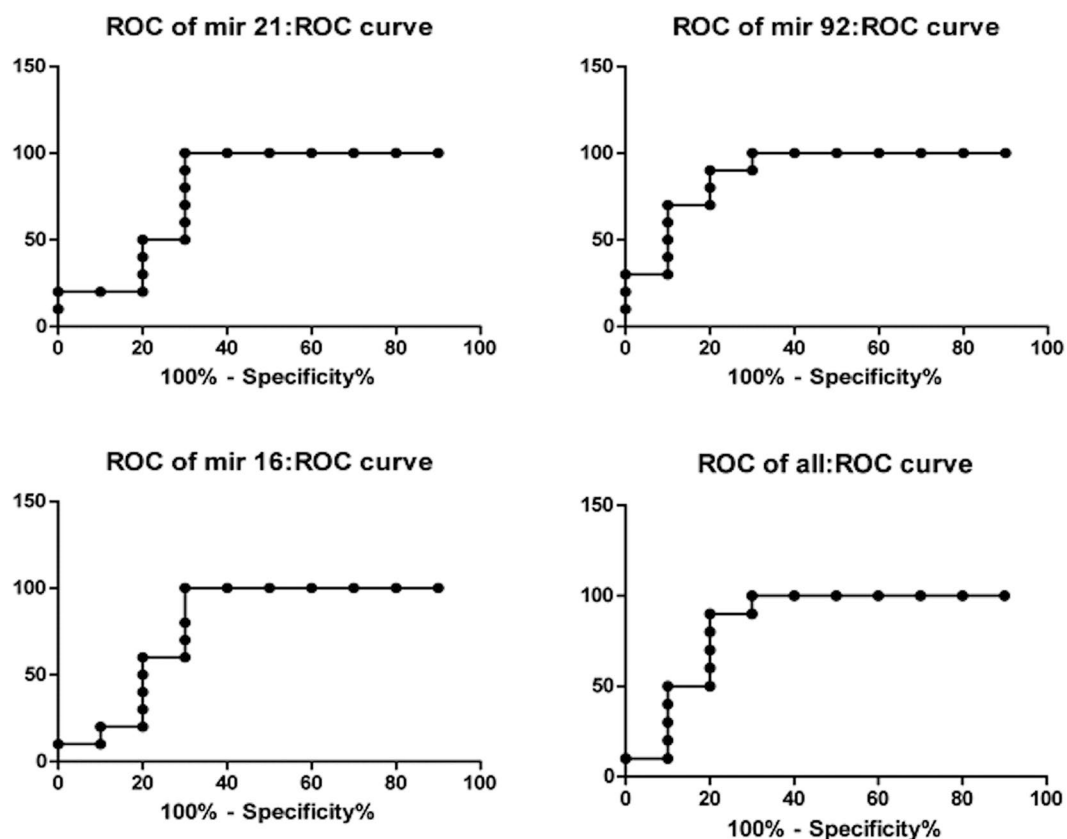 ROC of mir 21:ROC curve
150
100
50
0
0 20 40 60 80 100
100% - Specificity%
ROC of mir 92:ROC curve
150
100
50
0
0 20 40 60 80 100
100% - Specificity%
ROC of mir 16:ROC curve
150
100
50
0
0 20 40 60 80 100
100% - Specificity%
ROC of all:ROC curve
150
100
50
0
0 20 40 60 80 100
100% - Specificity%